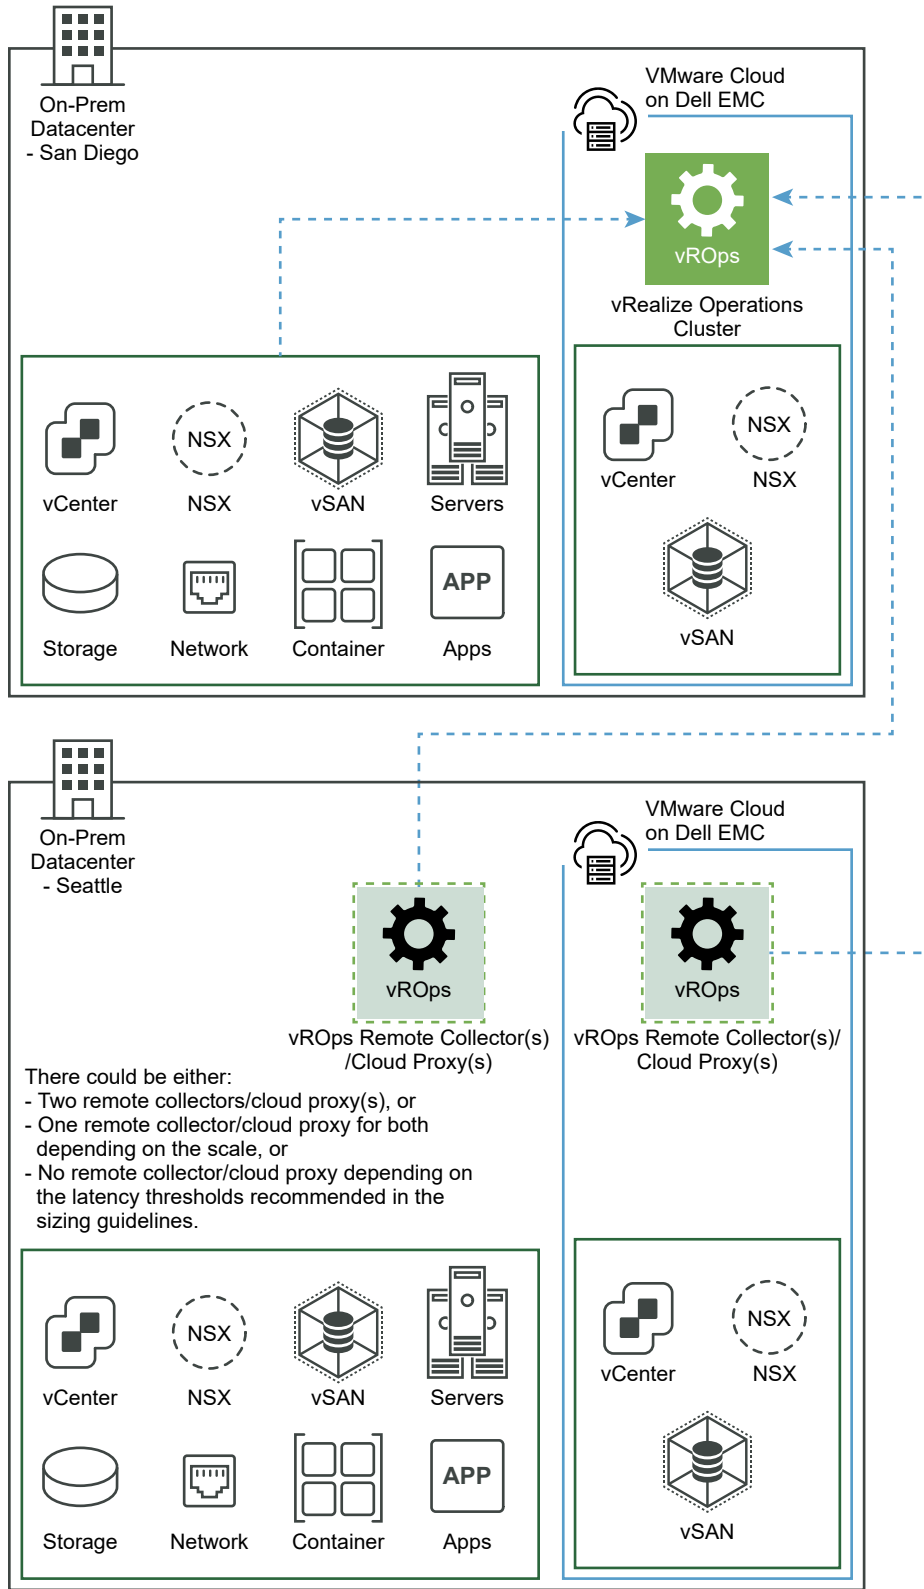 On-Prem
Datacenter
- San Diego
VMware Cloud
on Dell EMC
vROps
vRealize Operations
Cluster
NSX
vCenter
NSX
vSAN
Servers
APP
Storage
Network
Container
Apps
NSX
vCenter
NSX
vSAN
On-Prem
Datacenter
- Seattle
VMware Cloud
on Dell EMC
vROps
vROps Remote Collector(s)
/Cloud Proxy(s)
vROps
vROps Remote Collector(s)/
Cloud Proxy(s)
There could be either:
- Two remote collectors/cloud proxy(s), or
- One remote collector/cloud proxy for both
depending on the scale, or
- No remote collector/cloud proxy depending on
the latency thresholds recommended in the
sizing guidelines.
NSX
vCenter
NSX
vSAN
Servers
APP
Storage
Network
Container
Apps
NSX
vCenter
NSX
vSAN